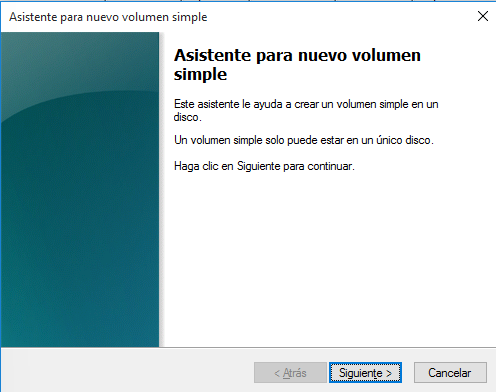 Asistente para nuevo volumen simple
Asistente para nuevo volumen
simple
Este asistente le ayuda a crear un volumen simple en un
disco.
Un volumen simple solo puede estar en un único disco.
Haga clic en Siguiente para continuar.
< Atrás
Siguiente >
Cancelar